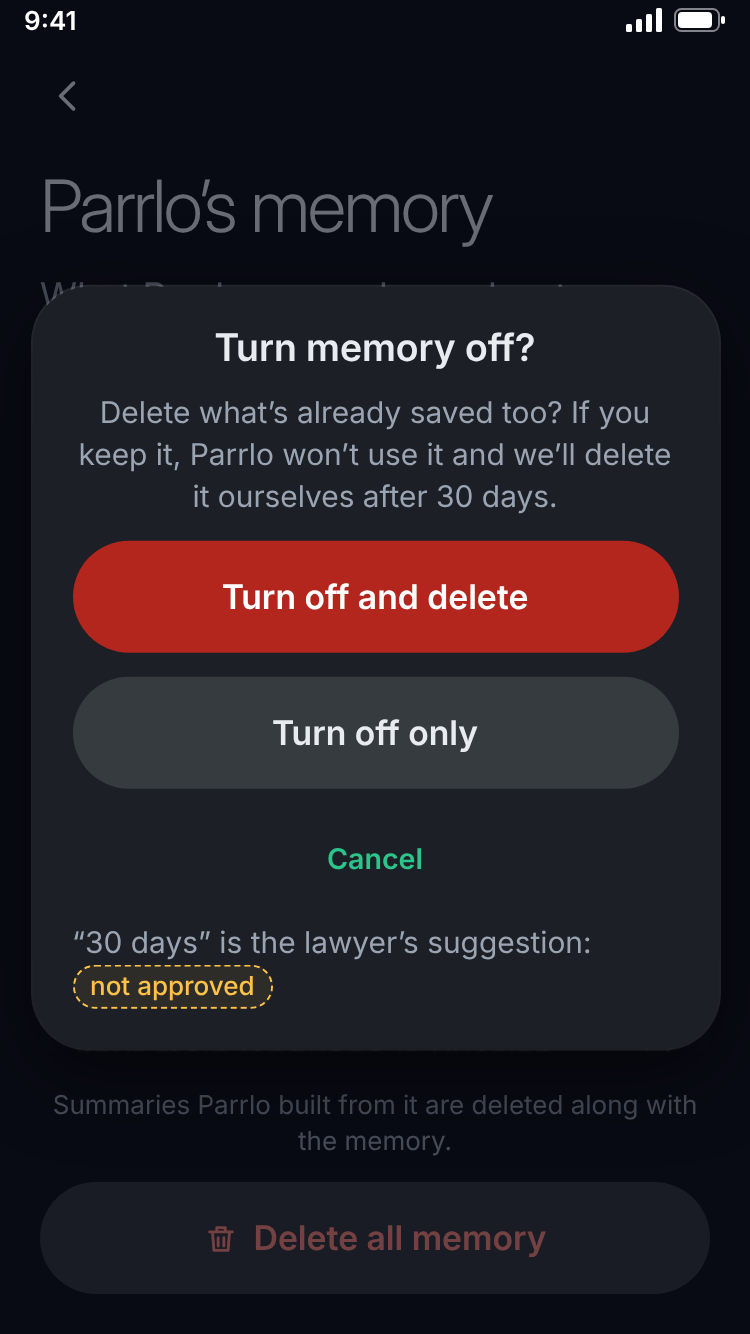 9:41
Parrlo’s memory
Turn memory off?
Delete what’s already saved too? If you
keep it, Parrlo won’t use it and we’ll delete
it ourselves after 30 days.
Turn off and delete
Turn off only
Cancel
“30 days” is the lawyer’s suggestion:
not approved
Summaries Parrlo built from it are deleted along with
the memory.
Delete all memory